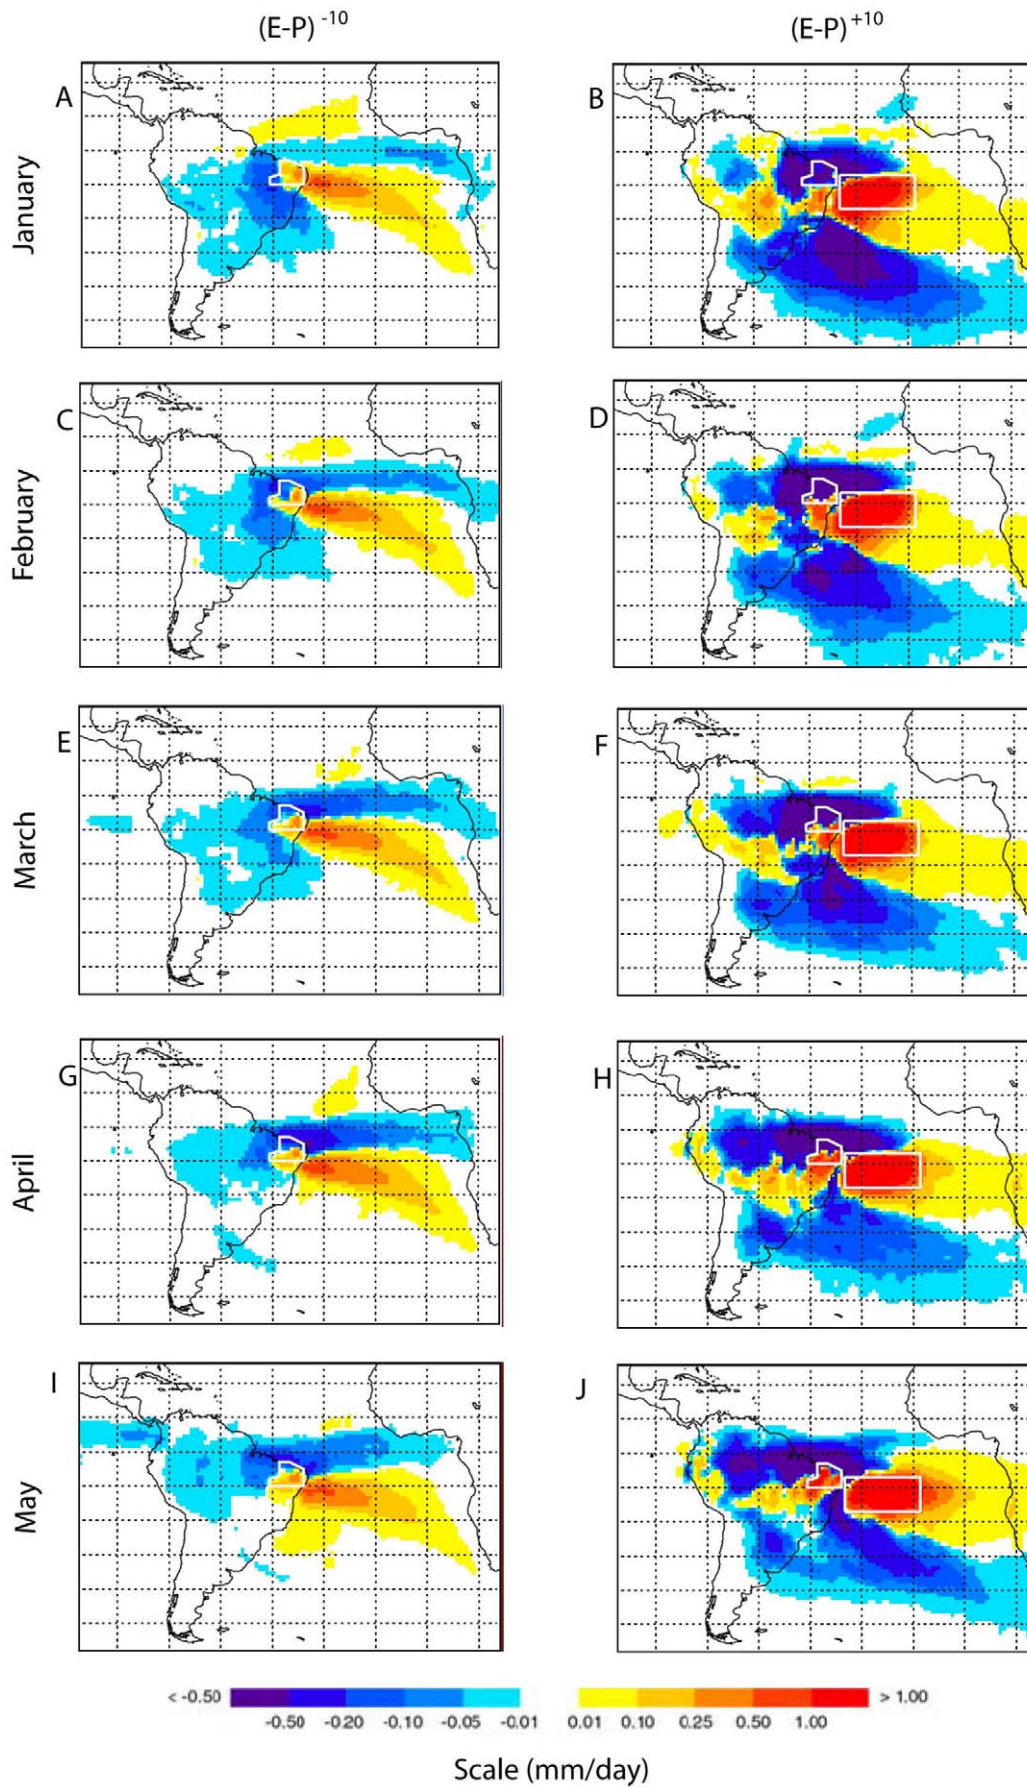 (E-P) -10 (E-P) +10
A B
January
C D
February
E F
March
G H
April
I J
May
< -0.50 > 1.00
-0.50 -0.20 -0.10 -0.05 -0.01 0.01 0.10 0.25 0.50 1.00
Scale (mm/day)